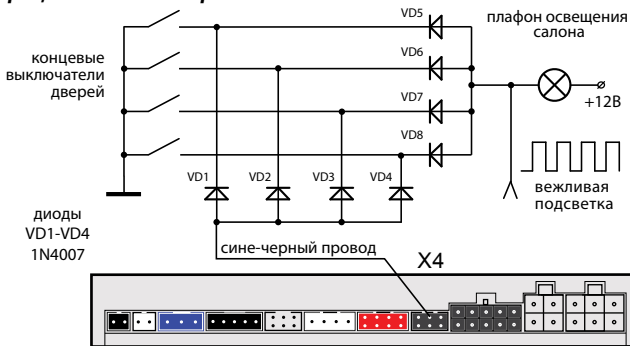 VD5
плафон освещения
салона
концевые
выключатели
дверей
VD6
VD7
+12В
VD8
VD1
VD2
VD3
VD4
вежливая
подсветка
диоды
VD1-VD4
1N4007
сине-черный провод
X4